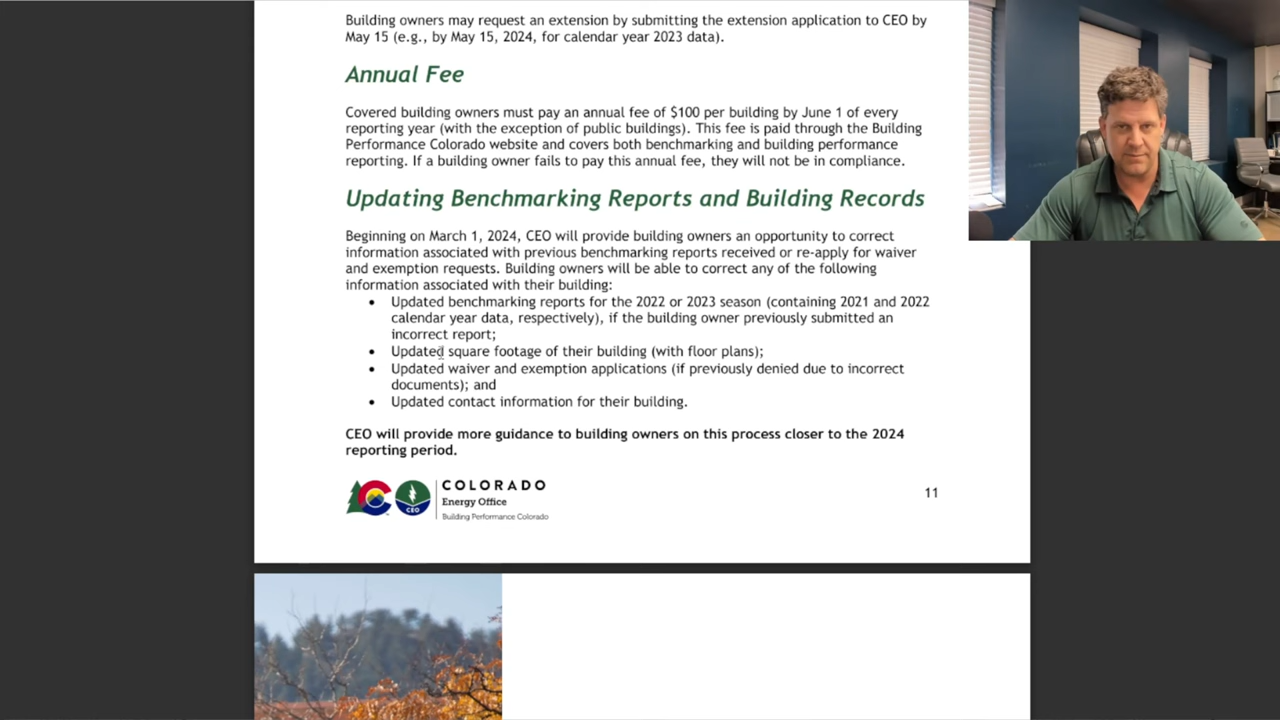 Building owners may request an extension by submitting the extension application to CEO by
May 15 (e.g., by May 15, 2024, for calendar year 2023 data).
Annual Fee
Covered building owners must pay an annual fee of $100 per building by June 1 of every
reporting year (with the exception of public buildings). This fee is paid through the Building
Performance Colorado website and covers both benchmarking and building performance
reporting. If a building owner fails to pay this annual fee, they will not be in compliance.
Updating Benchmarking Reports and Building Records
Beginning on March 1, 2024, CEO will provide building owners an opportunity to correct
information associated with previous benchmarking reports received or re-apply for waiver
and exemption requests. Building owners will be able to correct any of the following
information associated with their building:
• Updated benchmarking reports for the 2022 or 2023 season (containing 2021 and 2022
calendar year data, respectively), if the building owner previously submitted an
incorrect report;
• Updated square footage of their building (with floor plans);
• Updated waiver and exemption applications (if previously denied due to incorrect
documents); and
• Updated contact information for their building.
CEO will provide more guidance to building owners on this process closer to the 2024
reporting period.
CEO
COLORADO
Energy Office
Building Performance Colorado
11